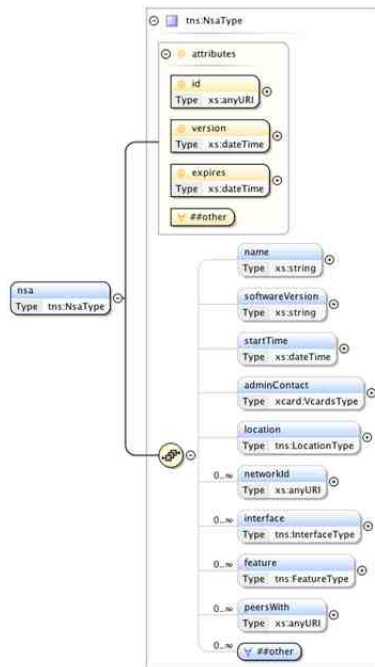 tns:NsaType
attributes
id
Type xs:anyURI
version
Type xs:dateTime
expires
Type xs:dateTime
##other
nsa
Type tns:NsaType
name
Type xs:string
softwareVersion
Type xs:string
startTime
Type xs:dateTime
adminContact
Type xcard:VcardsType
location
Type tns:LocationType
0..∞ networkId
Type xs:anyURI
0..∞ interface
Type tns:InterfaceType
0..∞ feature
Type tns:FeatureType
0..∞ peersWith
Type xs:anyURI
0..∞ ##other